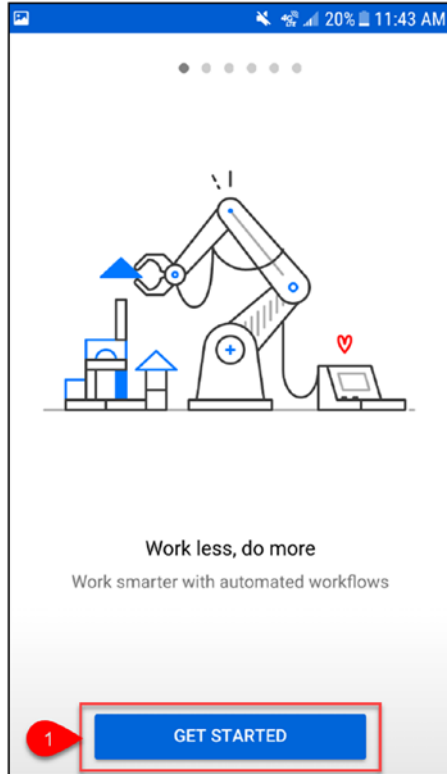 20% 11:43 AM
Work less, do more
Work smarter with automated workflows
1
GET STARTED